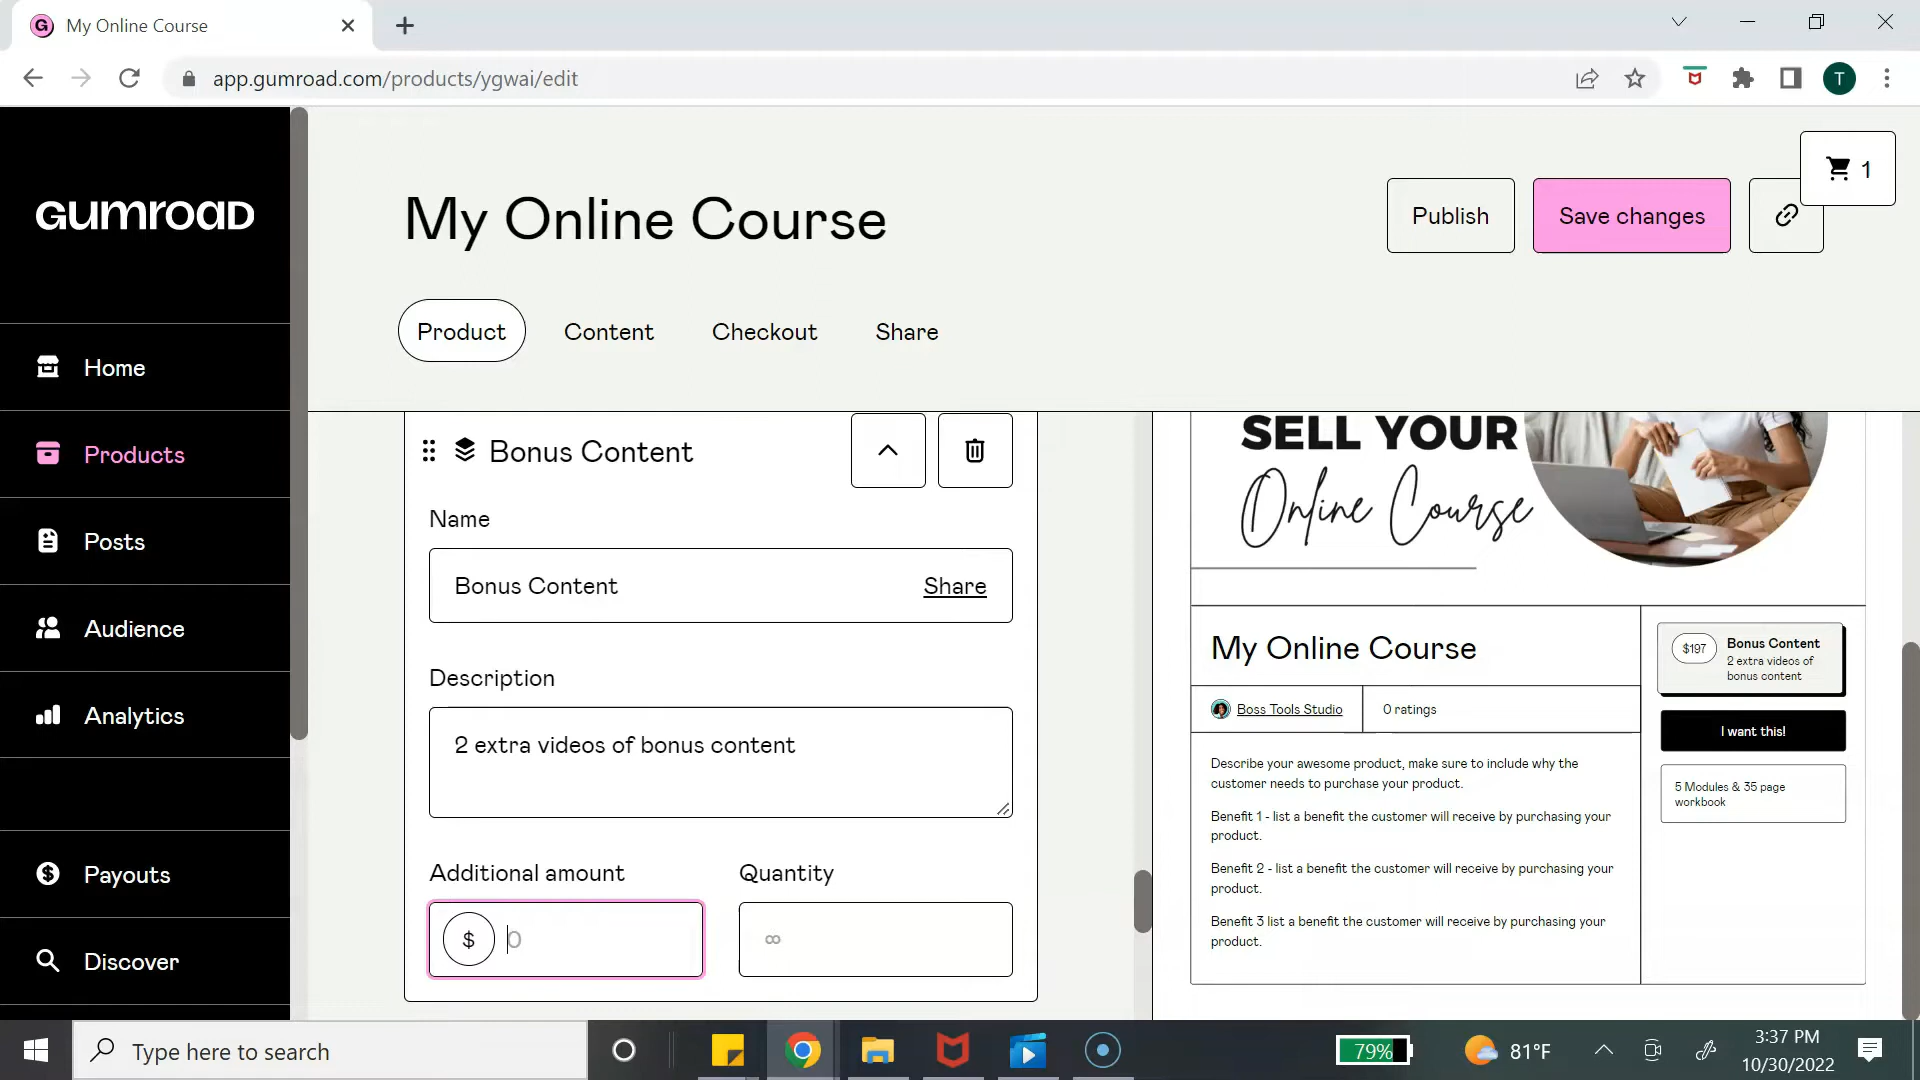 My Online Course
app.gumroad.com/products/ygwai/edit
T
1
GUMROAD
My Online Course
Publish
Save changes
Product
Content
Checkout
Share
Home
Products
Posts
Audience
Analytics
Payouts
Discover
Bonus Content
Name
Bonus Content
Share
Description
2 extra videos of bonus content
Additional amount
Quantity
$ 0
∞
SELL YOUR
Online Course
My Online Course
Boss Tools Studio
0 ratings
Describe your awesome product, make sure to include why the
customer needs to purchase your product.
Benefit 1 - list a benefit the customer will receive by purchasing your
product.
Benefit 2 - list a benefit the customer will receive by purchasing your
product.
Benefit 3 list a benefit the customer will receive by purchasing your
product.
$197
Bonus Content
2 extra videos of
bonus content
I want this!
5 Modules & 35 page
workbook
Type here to search
79%
81°F
3:37 PM
10/30/2022